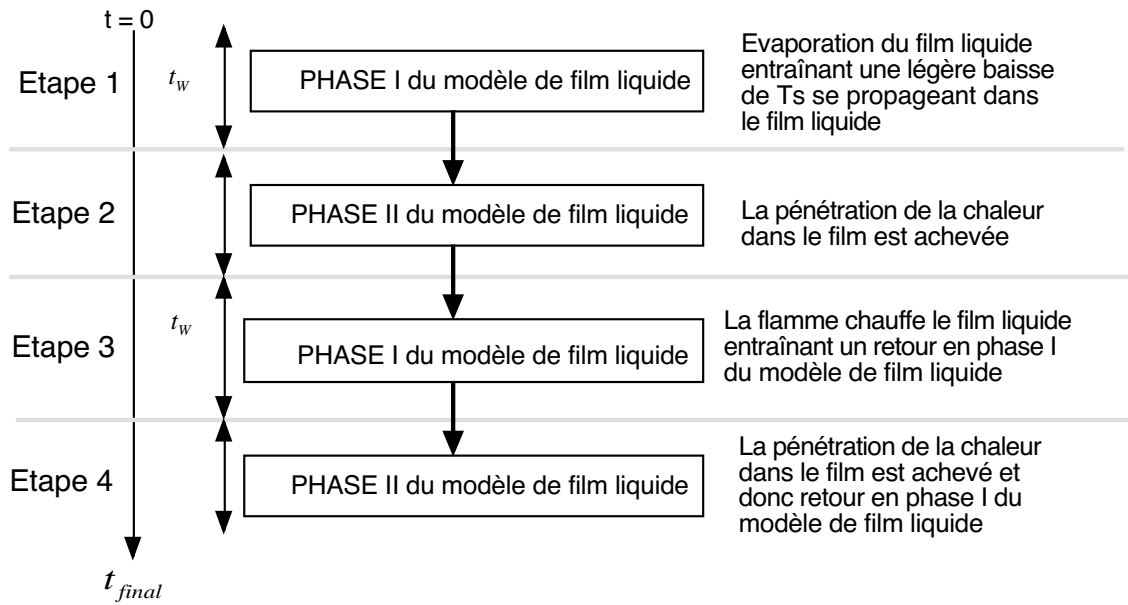 t = 0
Etape 1
t_W
PHASE I du modèle de film liquide
Evaporation du film liquide
entraînant une légère baisse
de Ts se propageant dans
le film liquide
Etape 2
PHASE II du modèle de film liquide
La pénétration de la chaleur
dans le film est achevée
Etape 3
t_W
PHASE I du modèle de film liquide
La flamme chauffe le film liquide
entraînant un retour en phase I
du modèle de film liquide
Etape 4
PHASE II du modèle de film liquide
La pénétration de la chaleur
dans le film est achevé et
donc retour en phase I du
modèle de film liquide
t_final